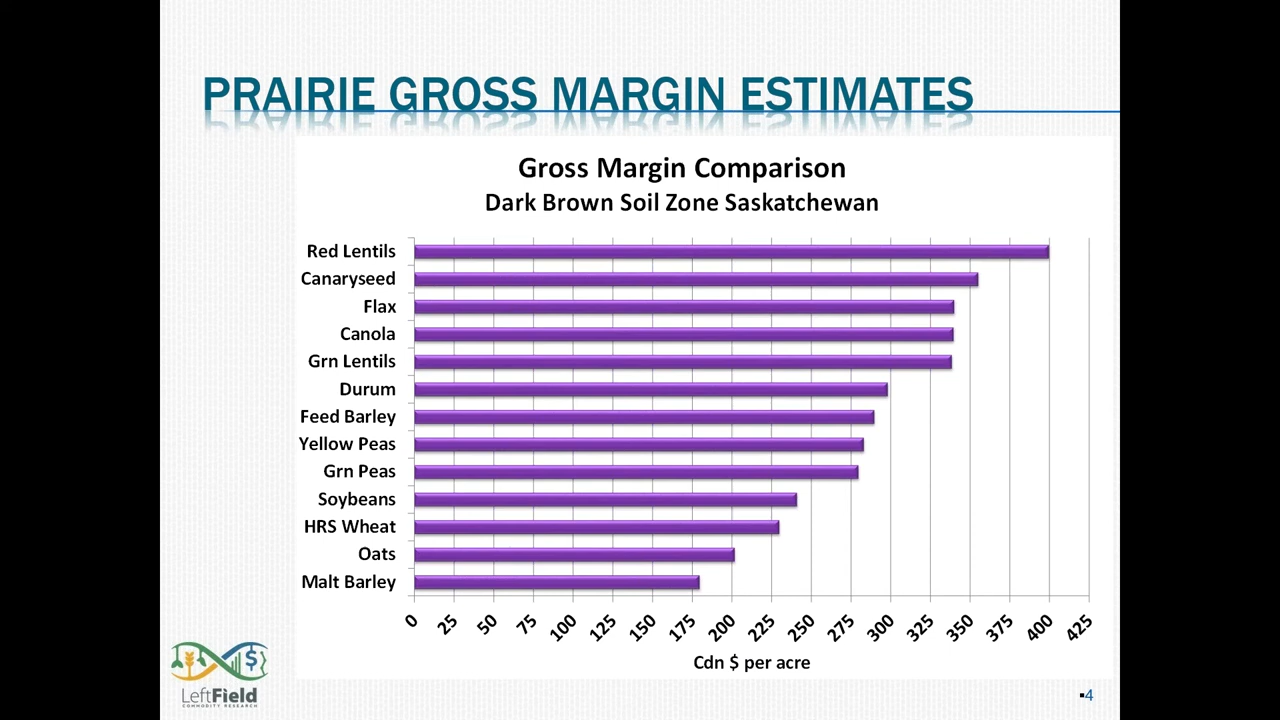 PRAIRIE GROSS MARGIN ESTIMATES
Gross Margin Comparison
Dark Brown Soil Zone Saskatchewan
Red Lentils
Canaryseed
Flax
Canola
Grn Lentils
Durum
Feed Barley
Yellow Peas
Grn Peas
Soybeans
HRS Wheat
Oats
Malt Barley
0 25 50 75 100 125 150 175 200 225 250 275 300 325 350 375 400 425
Cdn $ per acre
$
LeftField
COMMODITY RESEARCH
4